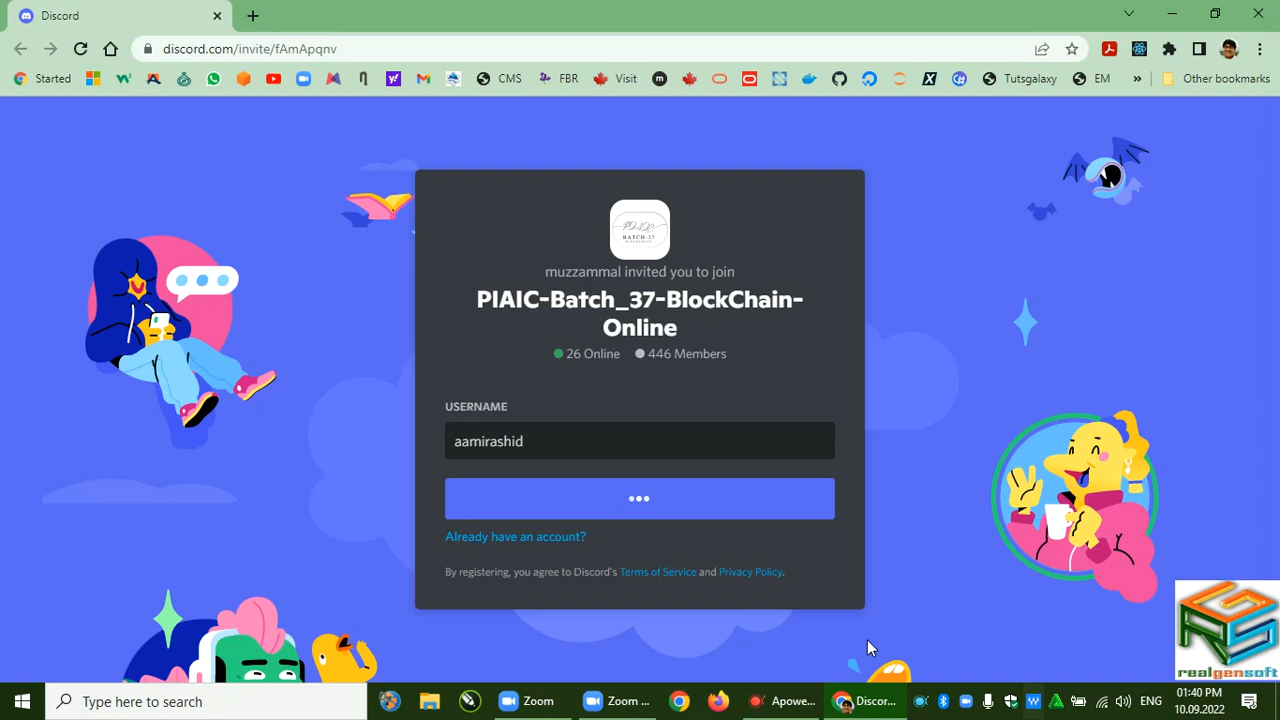 Discord
discord.com/invite/fAmApqnv
Started
CMS
FBR
Visit
Tutsgalaxy
EM
Other bookmarks
BATCH-37
muzzammal invited you to join
PIAIC-Batch_37-BlockChain-
Online
26 Online 446 Members
USERNAME
aamirashid
Already have an account?
By registering, you agree to Discord's Terms of Service and Privacy Policy.
realgensoft
Type here to search
Zoom
Zoom ...
Apowe...
Discor...
ENG
01:40 PM
10.09.2022